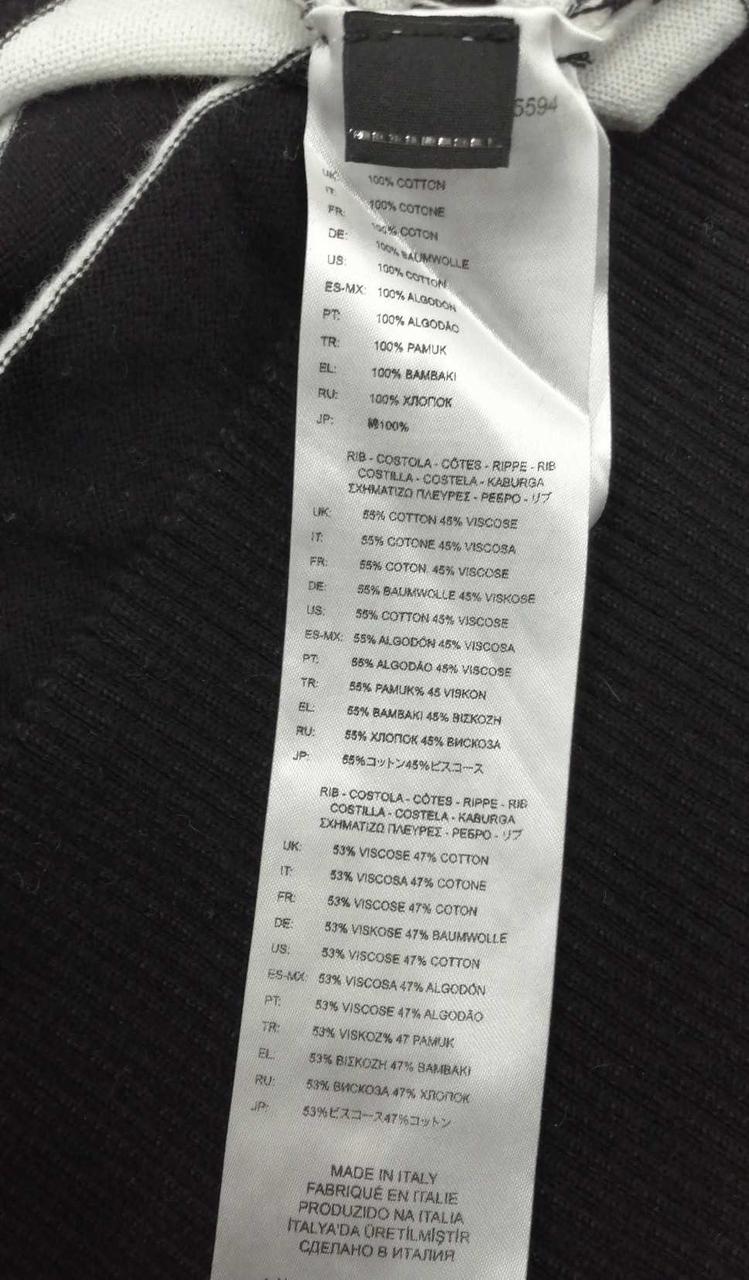 5594
UK: 100% COTTON
IT: 100% COTONE
FR: 100% COTON
DE: 100% BAUMWOLLE
US: 100% COTTON
ES-MX: 100% ALGODÓN
PT: 100% ALGODÃO
TR: 100% PAMUK
EL: 100% BAMBAKI
RU: 100% ХЛОПОК
JP: 綿100%
RIB - COSTOLA - CÔTES - RIPPE - RIB
COSTILLA - COSTELA - KABURGA
ΣΧΗΜΑΤΙΖΩ ΠΛΕΥΡΕΣ - РЕБРО - リブ
UK: 55% COTTON 45% VISCOSE
IT: 55% COTONE 45% VISCOSA
FR: 55% COTON 45% VISCOSE
DE: 55% BAUMWOLLE 45% VISKOSE
US: 55% COTTON 45% VISCOSE
ES-MX: 55% ALGODÓN 45% VISCOSA
PT: 55% ALGODÃO 45% VISCOSE
TR: 55% PAMUK% 45 VISKON
EL: 55% BAMBAKI 45% ΒΙΣΚΟΖΗ
RU: 55% ХЛОПОК 45% ВИСКОЗА
JP: 55%コットン45%ビスコース
RIB - COSTOLA - CÔTES - RIPPE - RIB
COSTILLA - COSTELA - KABURGA
ΣΧΗΜΑΤΙΖΩ ΠΛΕΥΡΕΣ - РЕБРО - リブ
UK: 53% VISCOSE 47% COTTON
IT: 53% VISCOSA 47% COTONE
FR: 53% VISCOSE 47% COTON
DE: 53% VISKOSE 47% BAUMWOLLE
US: 53% VISCOSE 47% COTTON
ES-MX: 53% VISCOSA 47% ALGODÓN
PT: 53% VISCOSE 47% ALGODÃO
TR: 53% VISKOZ% 47 PAMUK
EL: 53% ΒΙΣΚΟΖΗ 47% BAMBAKI
RU: 53% ВИСКОЗА 47% ХЛОПОК
JP: 53%ビスコース47%コットン
MADE IN ITALY
FABRIQUÉ EN ITALIE
PRODUZIDO NA ITALIA
İTALYA'DA ÜRETİLMİŞTİR
СДЕЛАНО В ИТАЛИЯ